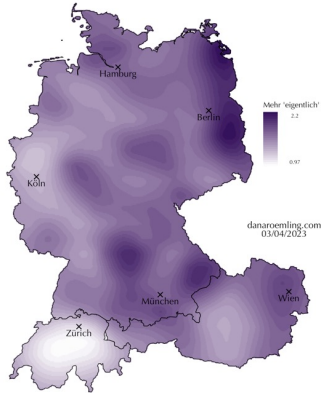 Hamburg
Mehr 'eigentlich'
2.2
Berlin
0.97
Köln
danaroemling.com
03/04/2023
München
Wien
Zürich